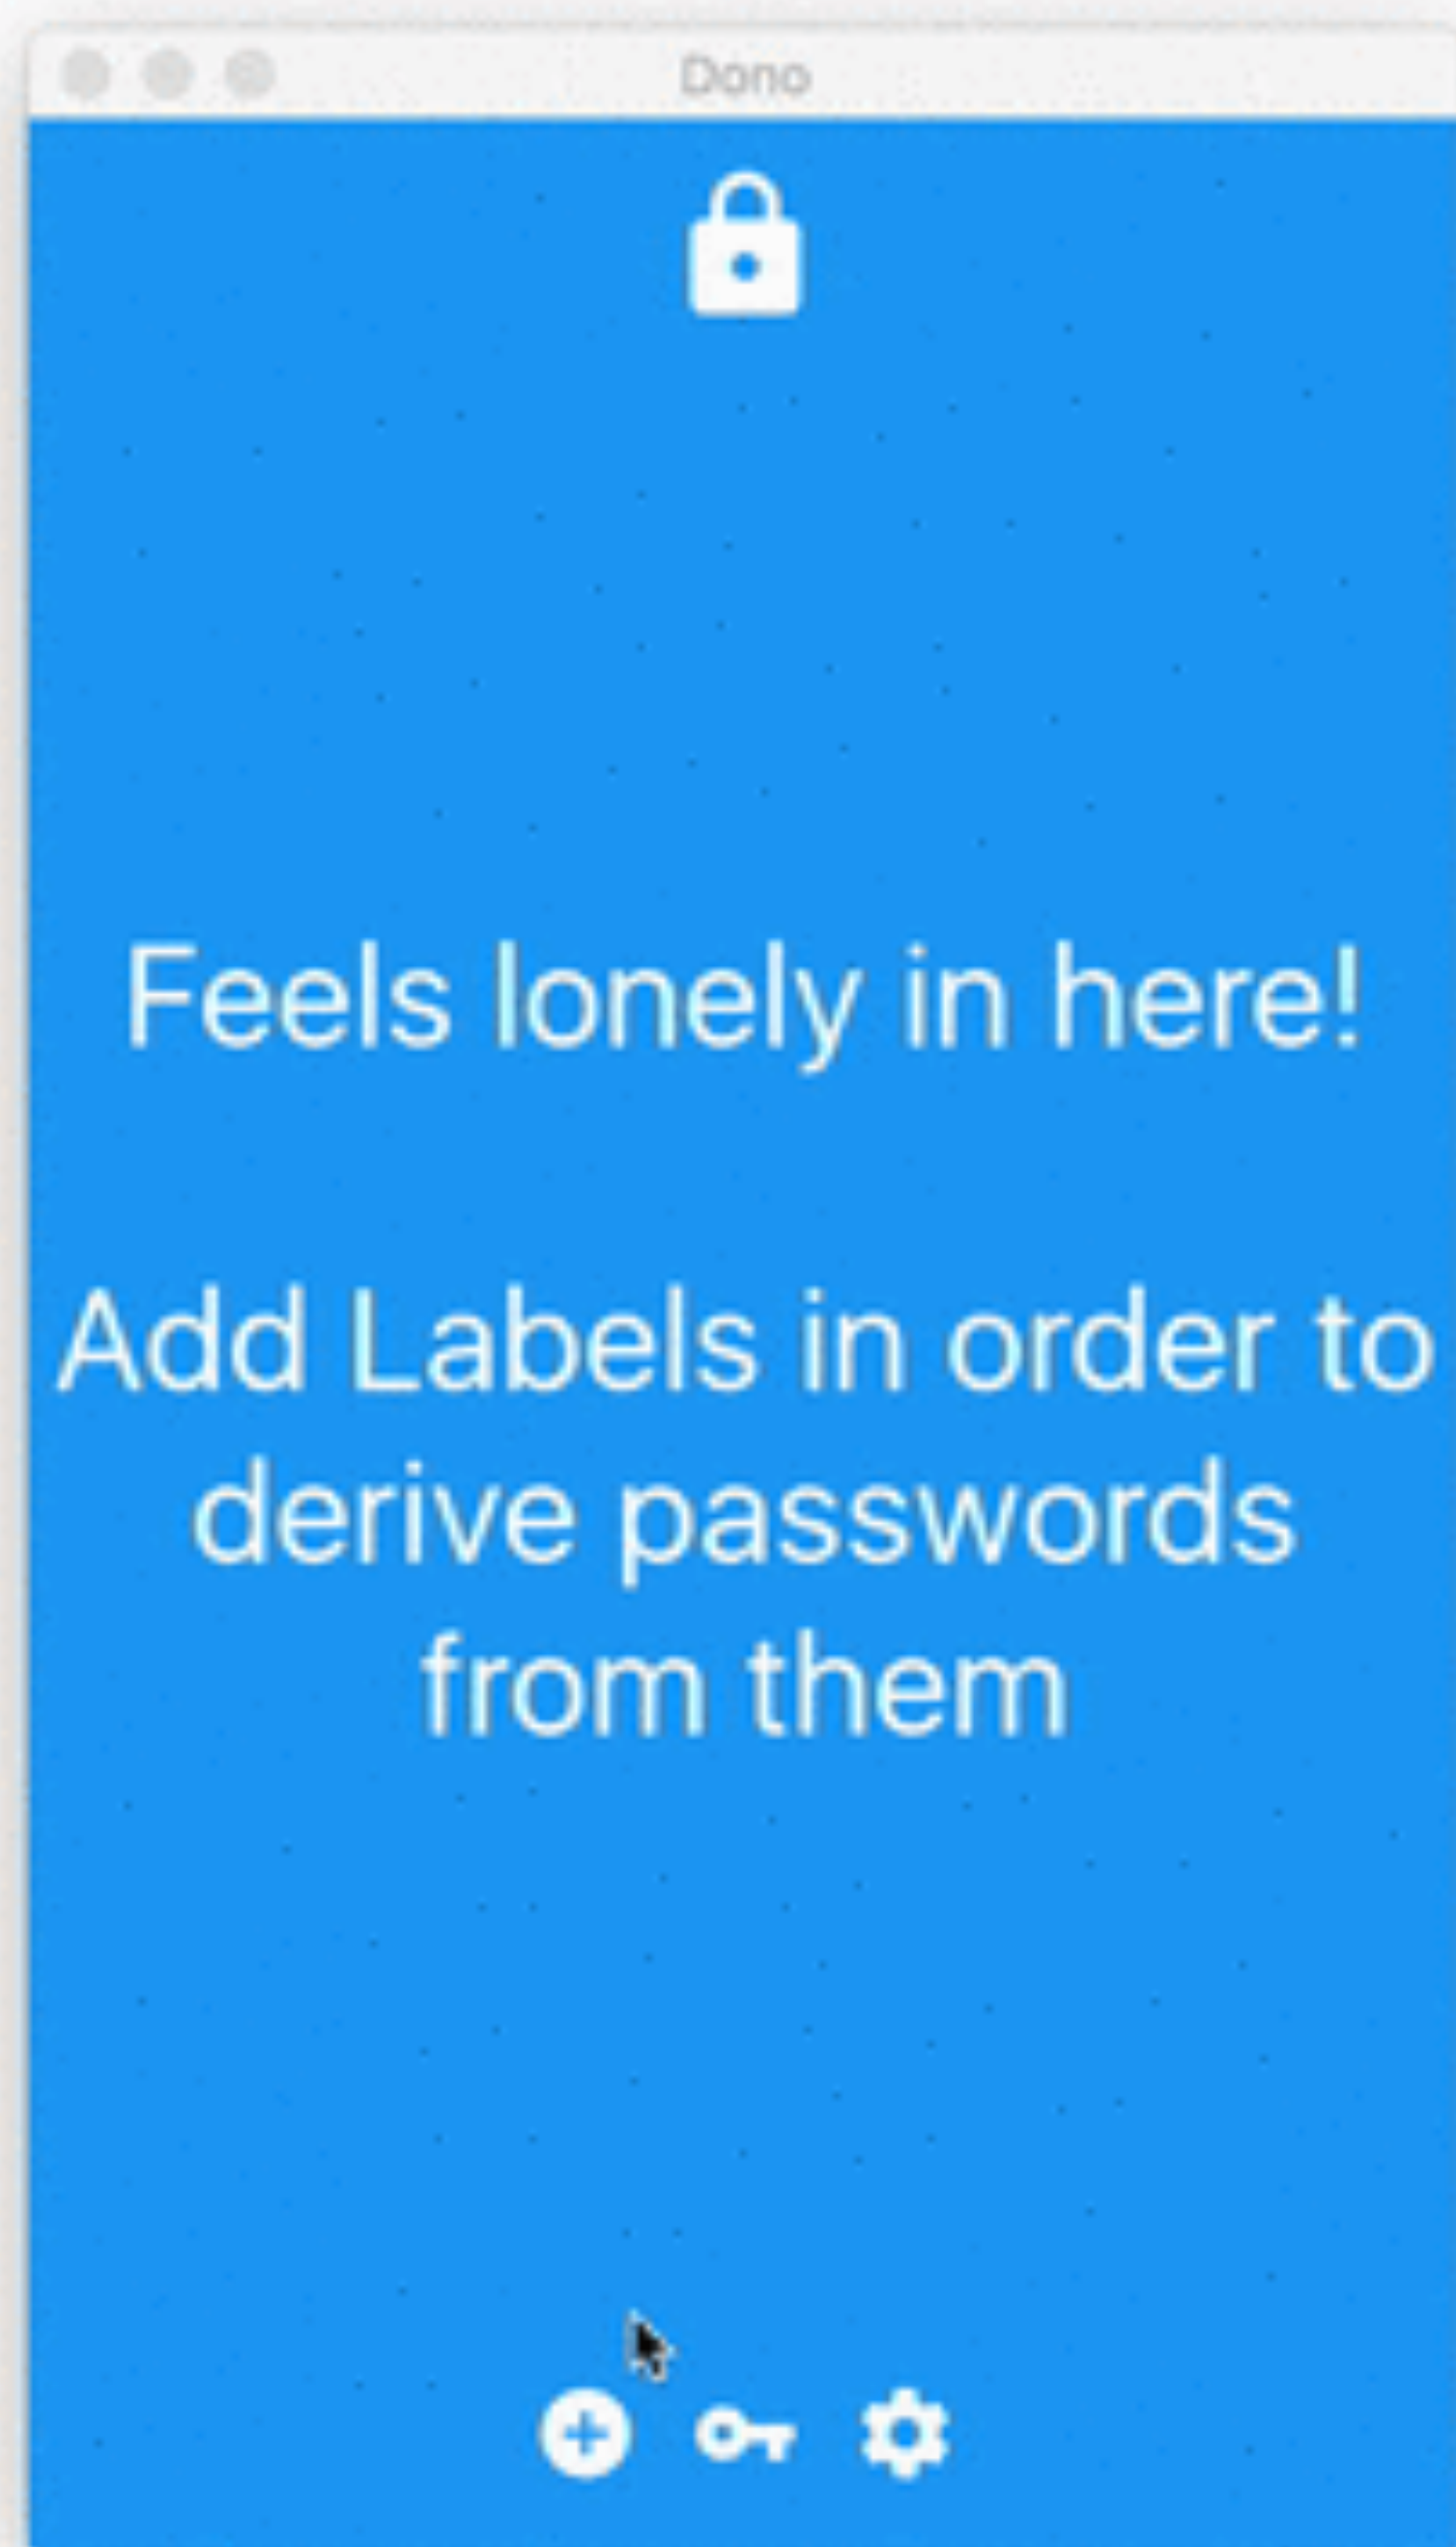 Dono
Feels lonely in here!
Add Labels in order to
derive passwords
from them